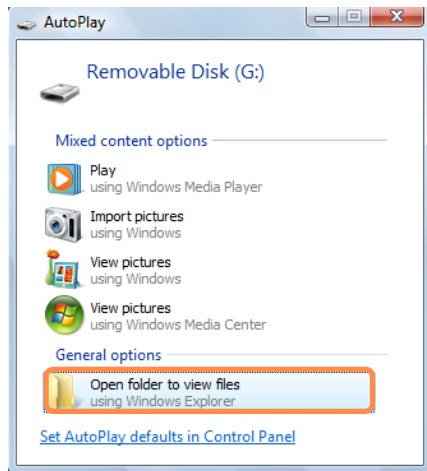 AutoPlay
Removable Disk (G:)
Mixed content options
Play
using Windows Media Player
Import pictures
using Windows
View pictures
using Windows
View pictures
using Windows Media Center
General options
Open folder to view files
using Windows Explorer
Set AutoPlay defaults in Control Panel